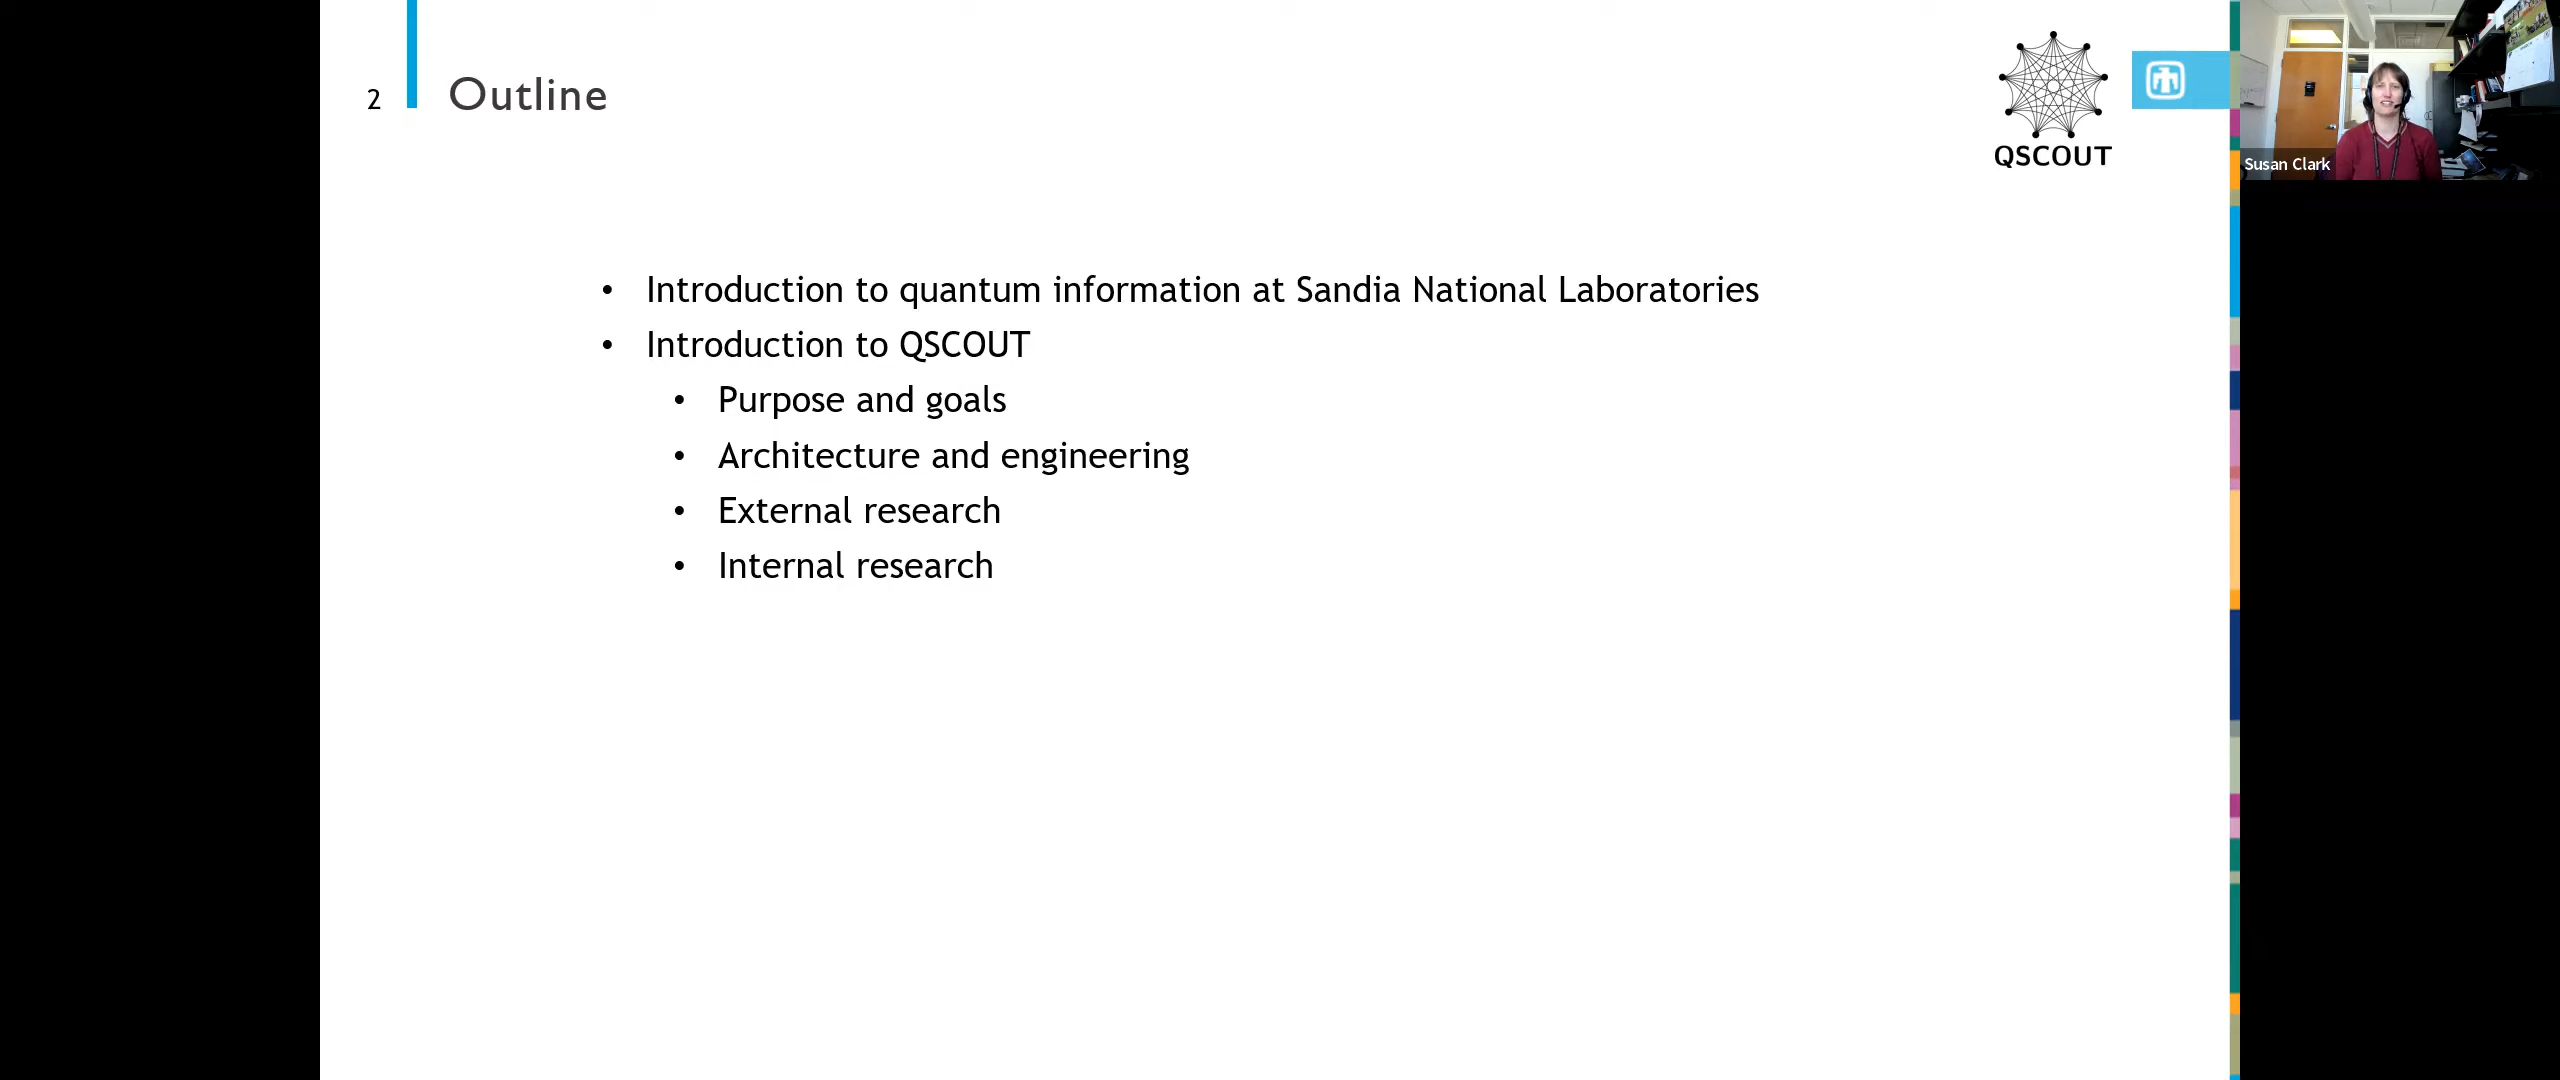 2
Outline
QSCOUT
Susan Clark
• Introduction to quantum information at Sandia National Laboratories
• Introduction to QSCOUT
• Purpose and goals
• Architecture and engineering
• External research
• Internal research